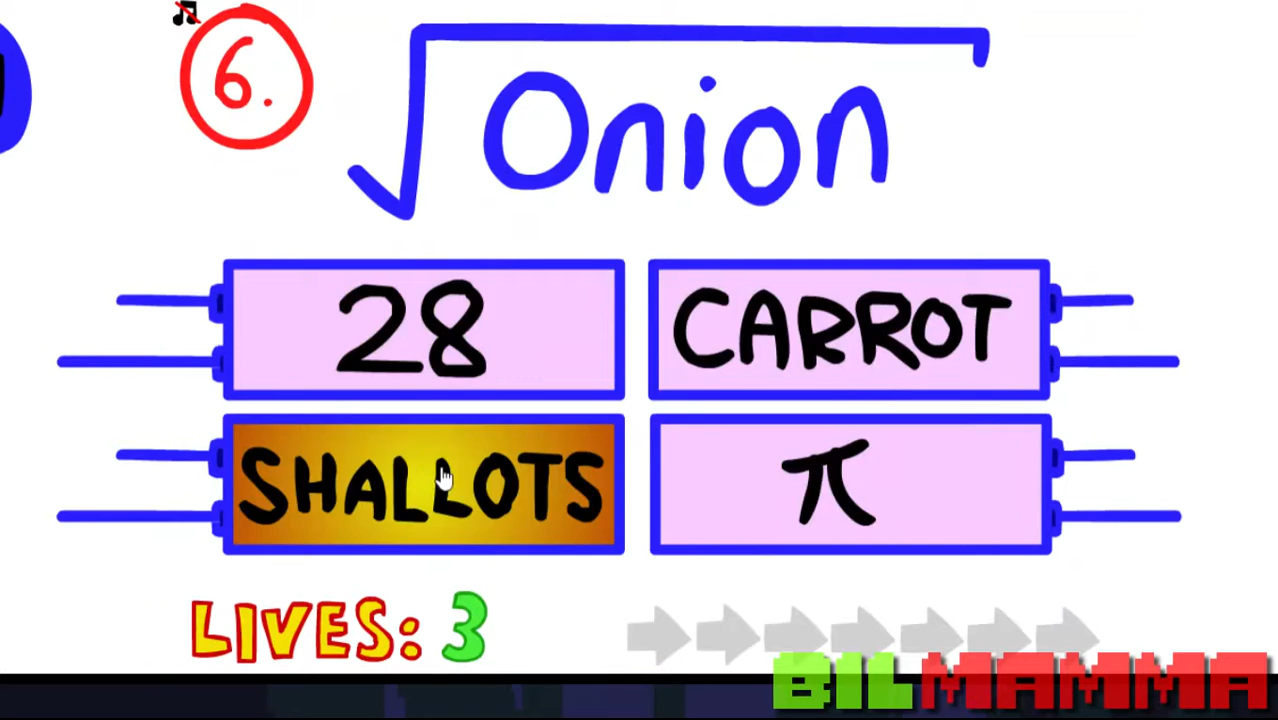 6.
√Onion
28 CARROT
SHALLOTS π
LIVES: 3
BILMAMMA